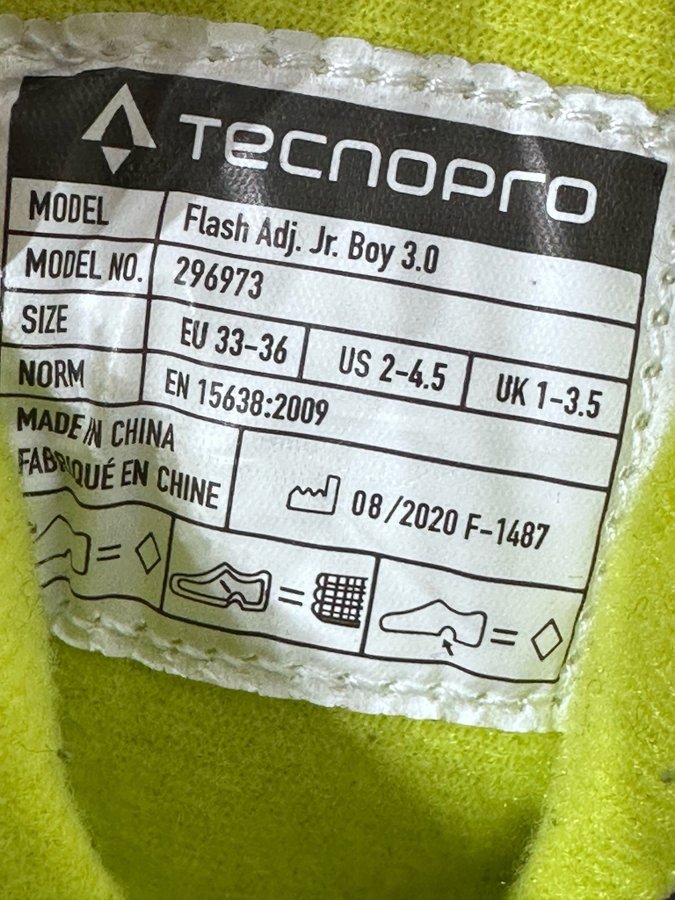 TECNOPRO
MODEL Flash Adj. Jr. Boy 3.0
MODEL NO. 296973
SIZE EU 33-36 US 2-4.5 UK 1-3.5
NORM EN 15638:2009
MADE IN CHINA
FABRIQUÉ EN CHINE
08/2020 F-1487